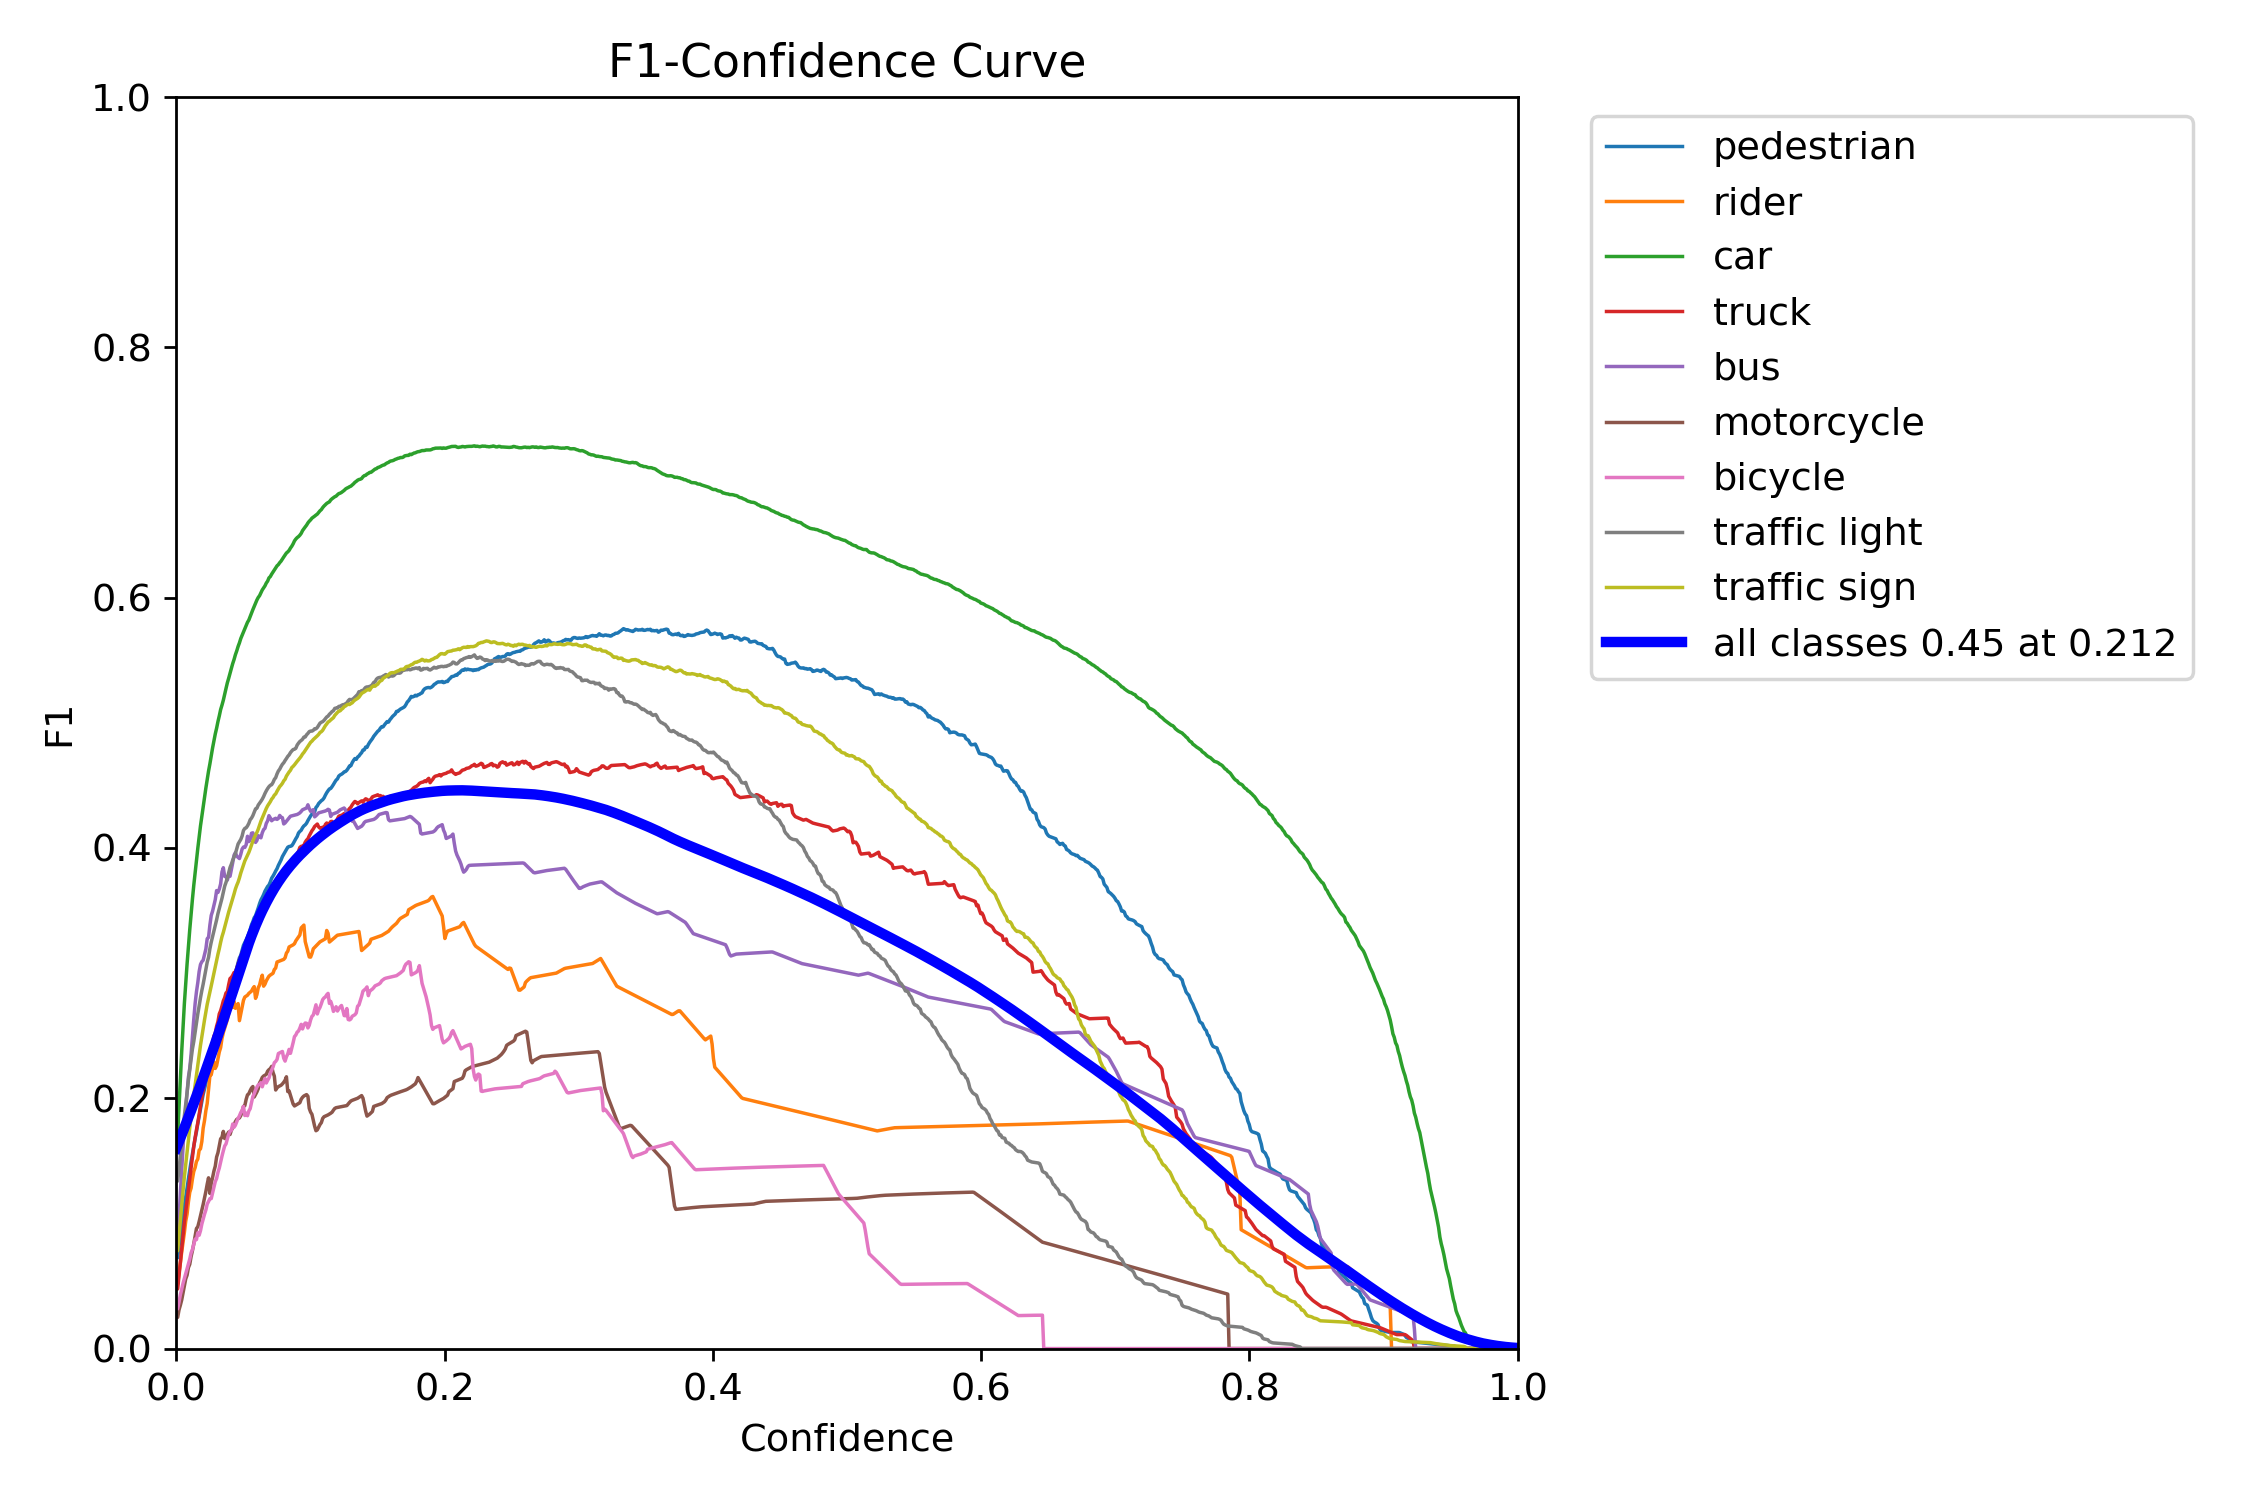 F1-Confidence Curve
1.0
0.8
0.6
0.4
0.2
0.0
F1
0.0 0.2 0.4 0.6 0.8 1.0
Confidence
pedestrian
rider
car
truck
bus
motorcycle
bicycle
traffic light
traffic sign
all classes 0.45 at 0.212